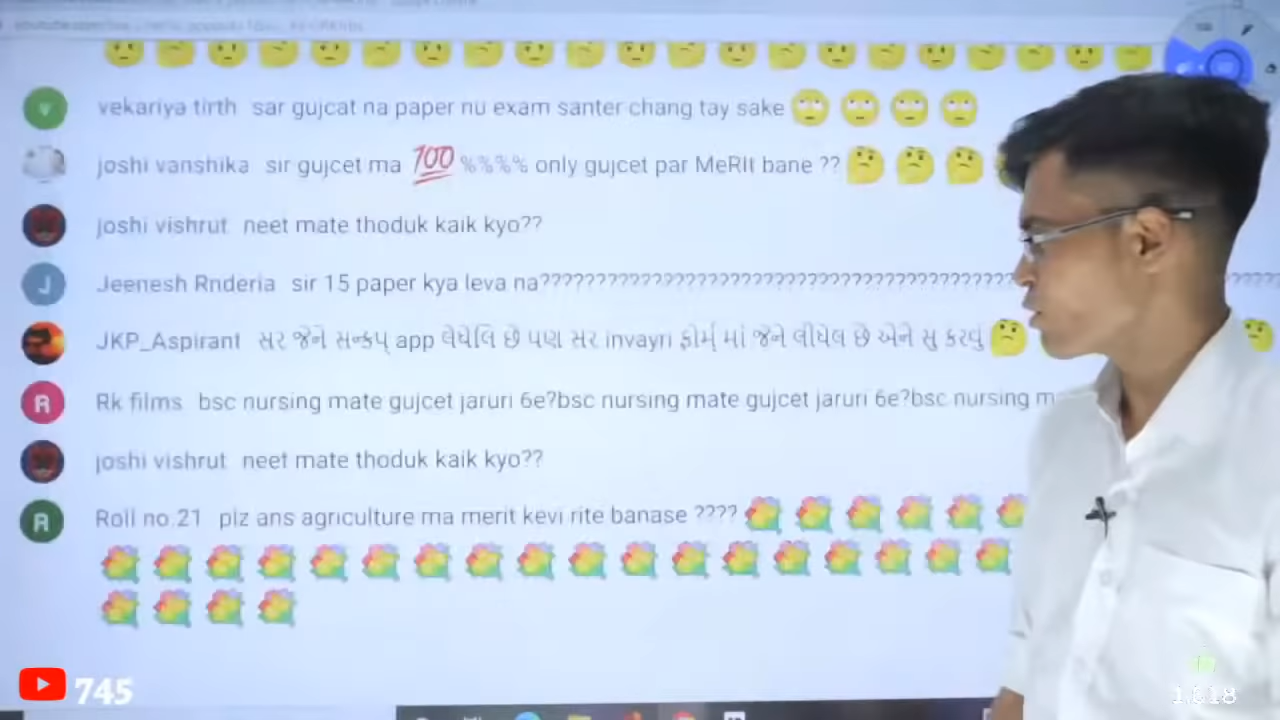 vekariya tirth sar gujcat na paper nu exam santer chang tay sake
joshi vanshika sir gujcet ma 💯 %%%% only gujcet par MeRIt bane ??
joshi vishrut neet mate thoduk kaik kyo??
Jeenesh Rnderia sir 15 paper kya leva na????????????????????????????????????????????????
JKP_Aspirant સર જેને સન્કપ app લેધેલિ છે પણ સર invayri ફોર્મ માં જેને લીધેલ છે એને સુ કરવું
Rk films bsc nursing mate gujcet jaruri 6e?bsc nursing mate gujcet jaruri 6e?bsc nursing m
joshi vishrut neet mate thoduk kaik kyo??
Roll no.21 plz ans agriculture ma merit kevi rite banase ????
745
1,618